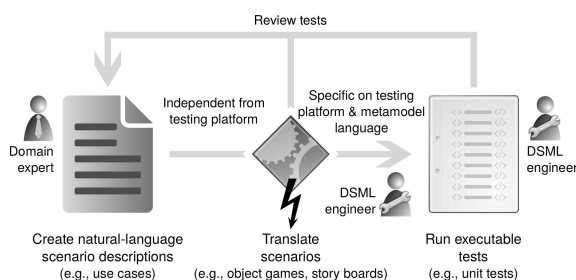 Review tests
Independent from
testing platform
Specific on testing
platform & metamodel
language
Domain
expert
DSML
engineer
DSML
engineer
Create natural-language
scenario descriptions
(e.g., use cases)
Translate
scenarios
(e.g., object games, story boards)
Run executable
tests
(e.g., unit tests)